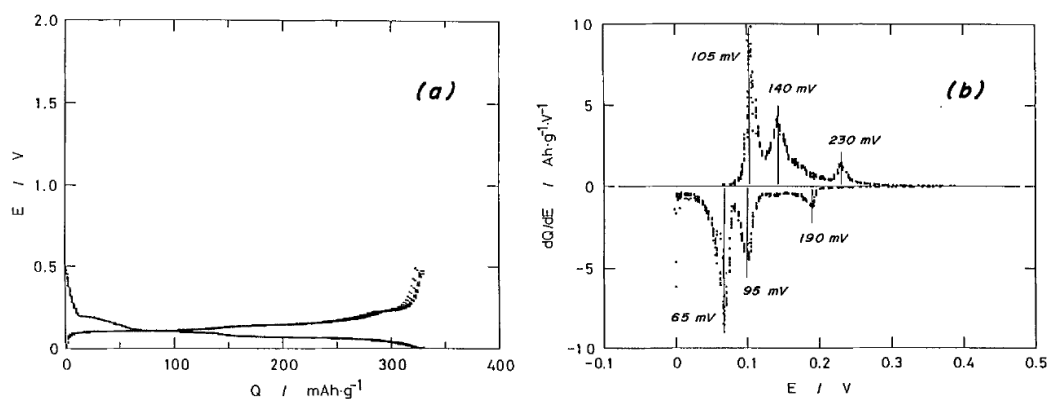 2.0
1.5
1.0
0.5
0
E / V
0
100
200
300
400
Q / mAh·g⁻¹
(a)
10
5
0
-5
-10
dQ/dE / Ah·g⁻¹·V⁻¹
-0.1
0
0.1
0.2
0.3
0.4
0.5
E / V
(b)
105 mV
140 mV
230 mV
190 mV
95 mV
65 mV